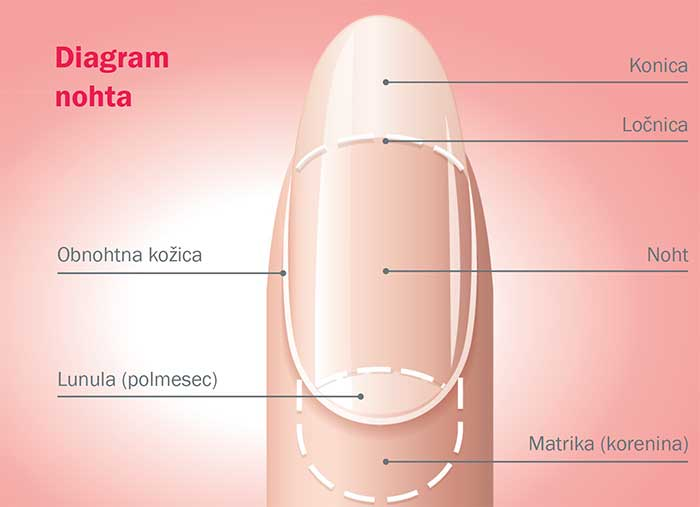 Diagram
nohta
Konica
Ločnica
Obnohtna kožica
Noht
Lunula (polmesec)
Matrika (korenina)